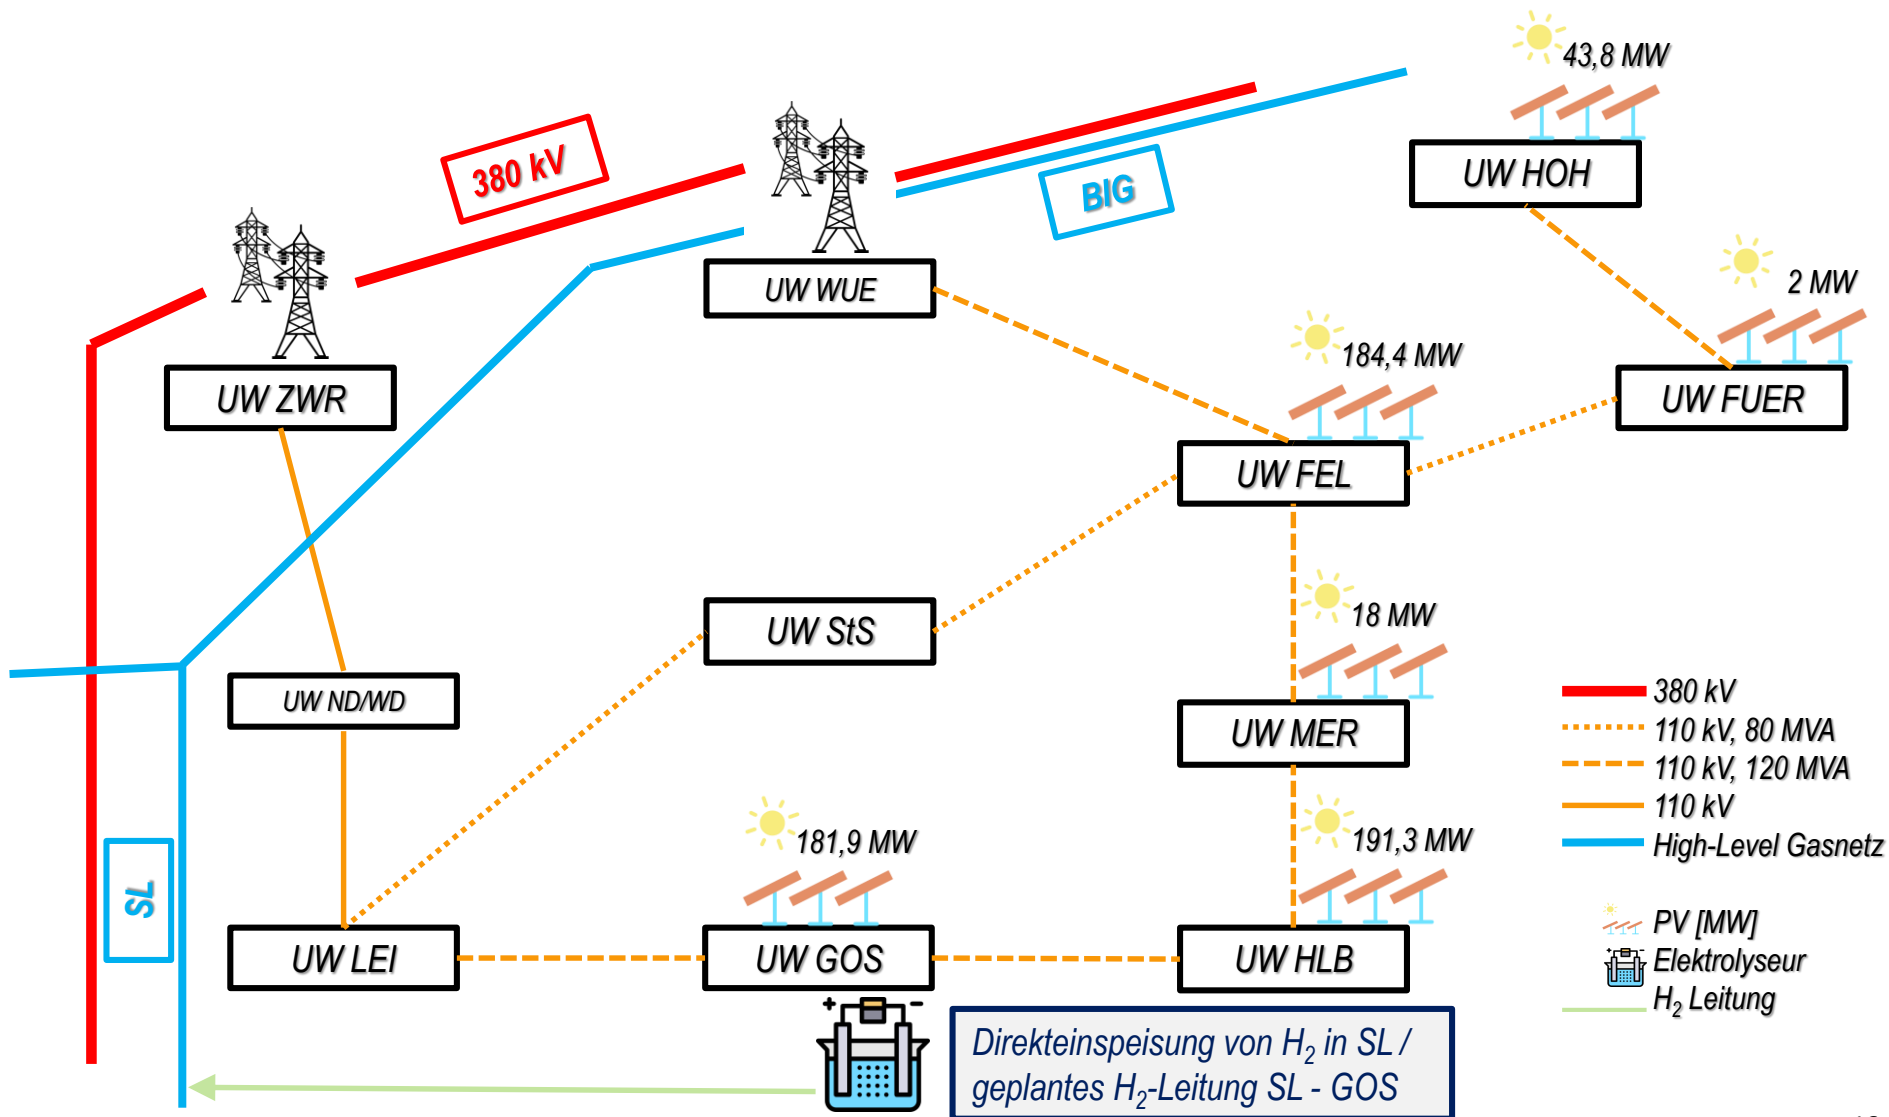 43,8 MW
380 kV
BIG
UW HOH
2 MW
UW WUE
184,4 MW
UW ZWR
UW FUER
UW FEL
18 MW
UW StS
UW ND/WD
UW MER
380 kV
110 kV, 80 MVA
110 kV, 120 MVA
110 kV
High-Level Gasnetz
181,9 MW
191,3 MW
SL
PV [MW]
Elektrolyseur
H₂ Leitung
UW LEI
UW GOS
UW HLB
+ −
Direkteinspeisung von H₂ in SL /
geplantes H₂-Leitung SL - GOS